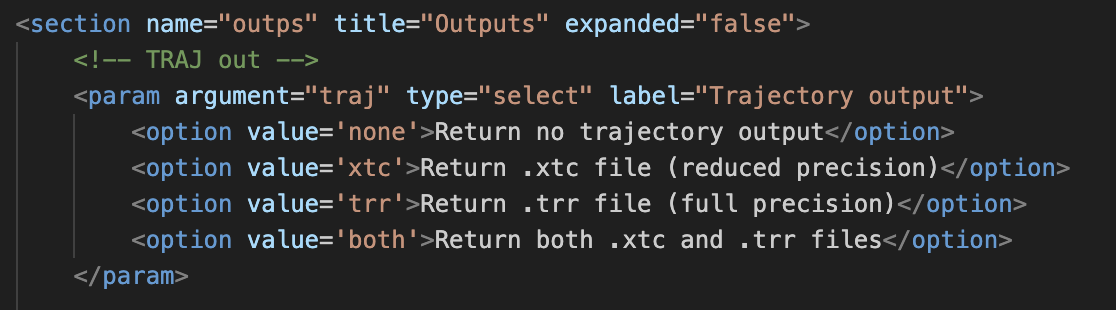 <section name="outps" title="Outputs" expanded="false">
<!-- TRAJ out -->
<param argument="traj" type="select" label="Trajectory output">
<option value='none'>Return no trajectory output</option>
<option value='xtc'>Return .xtc file (reduced precision)</option>
<option value='trr'>Return .trr file (full precision)</option>
<option value='both'>Return both .xtc and .trr files</option>
</param>